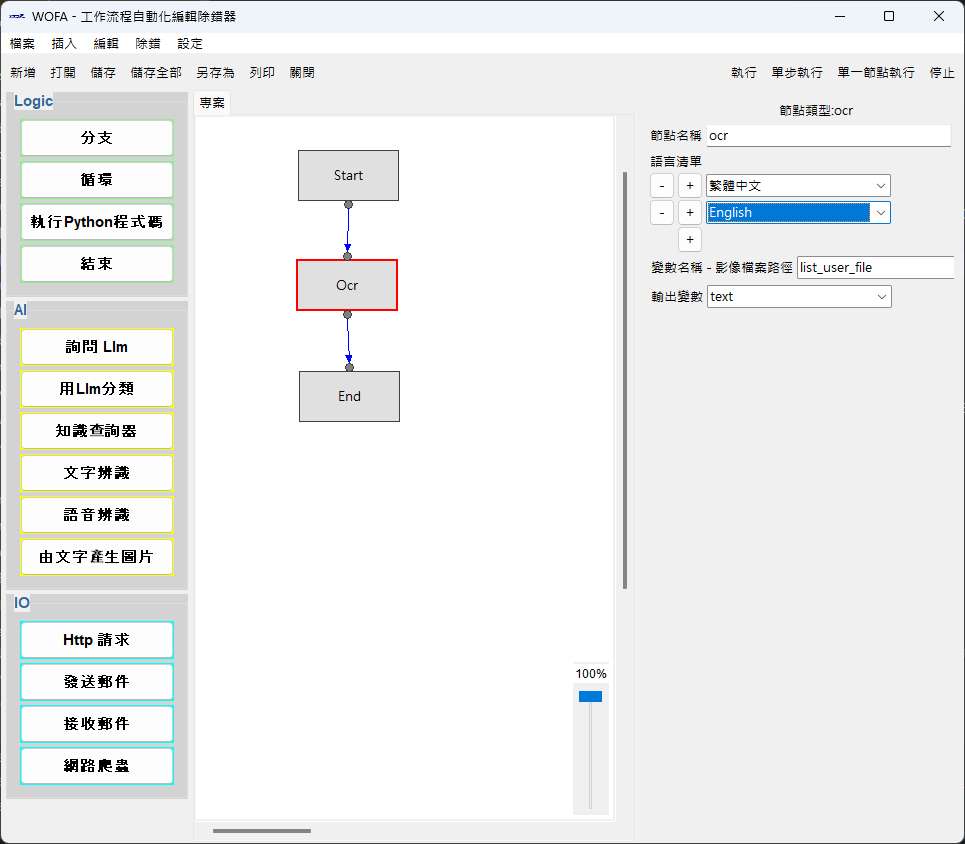 WOFA - 工作流程自動化編輯除錯器
檔案 插入 編輯 除錯 設定
新增 打開 儲存 儲存全部 另存為 列印 關閉 執行 單步執行 單一節點執行 停止
Logic
分支
循環
執行Python程式碼
結束
AI
詢問 Llm
用Llm分類
知識查詢器
文字辨識
語音辨識
由文字產生圖片
IO
Http 請求
發送郵件
接收郵件
網路爬蟲
專案
Start
Ocr
End
100%
節點類型:ocr
節點名稱 ocr
語言清單
- + 繁體中文
- + English
+
變數名稱 - 影像檔案路徑 list_user_file
輸出變數 text